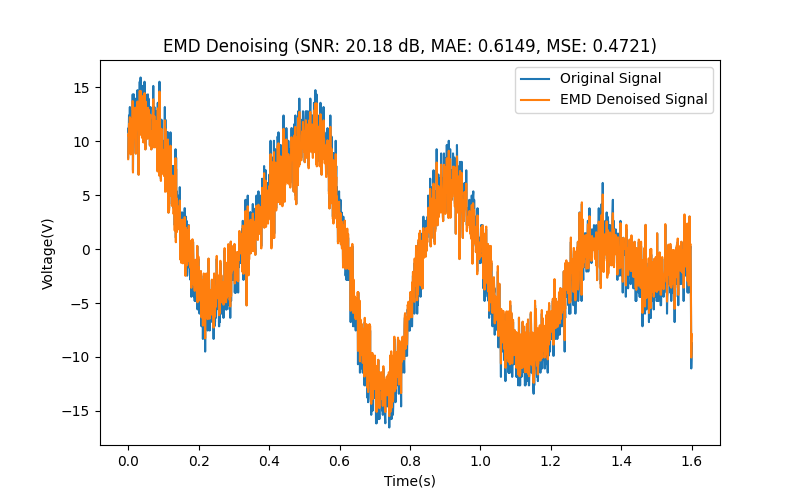 EMD Denoising (SNR: 20.18 dB, MAE: 0.6149, MSE: 0.4721)
Original Signal
EMD Denoised Signal
15
10
5
0
−5
−10
−15
Voltage(V)
0.0 0.2 0.4 0.6 0.8 1.0 1.2 1.4 1.6
Time(s)